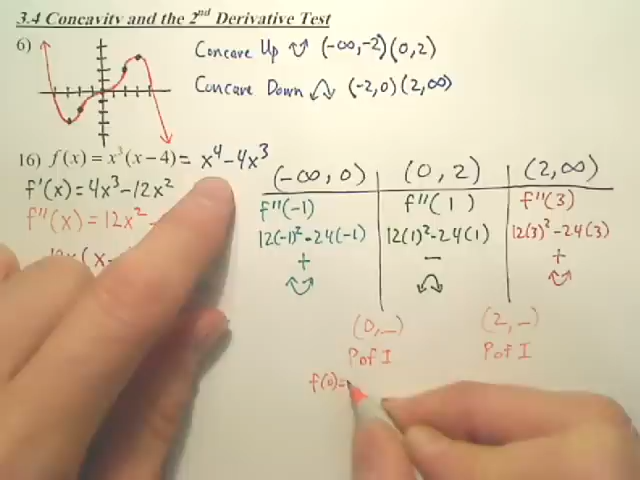 3.4 Concavity and the 2nd Derivative Test
6)
Concave Up (-∞,-2)(0,2)
Concave Down (-2,0)(2,∞)
16) f(x) = x³(x−4) = x⁴-4x³
f'(x) = 4x³-12x²
f''(x) = 12x²
(-∞, 0) (0, 2) (2, ∞)
f''(-1) f''(1) f''(3)
12(-1)²-24(-1) 12(1)²-24(1) 12(3)²-24(3)
+ − +
(0,_) (2,_)
P of I P of I
f(0)=